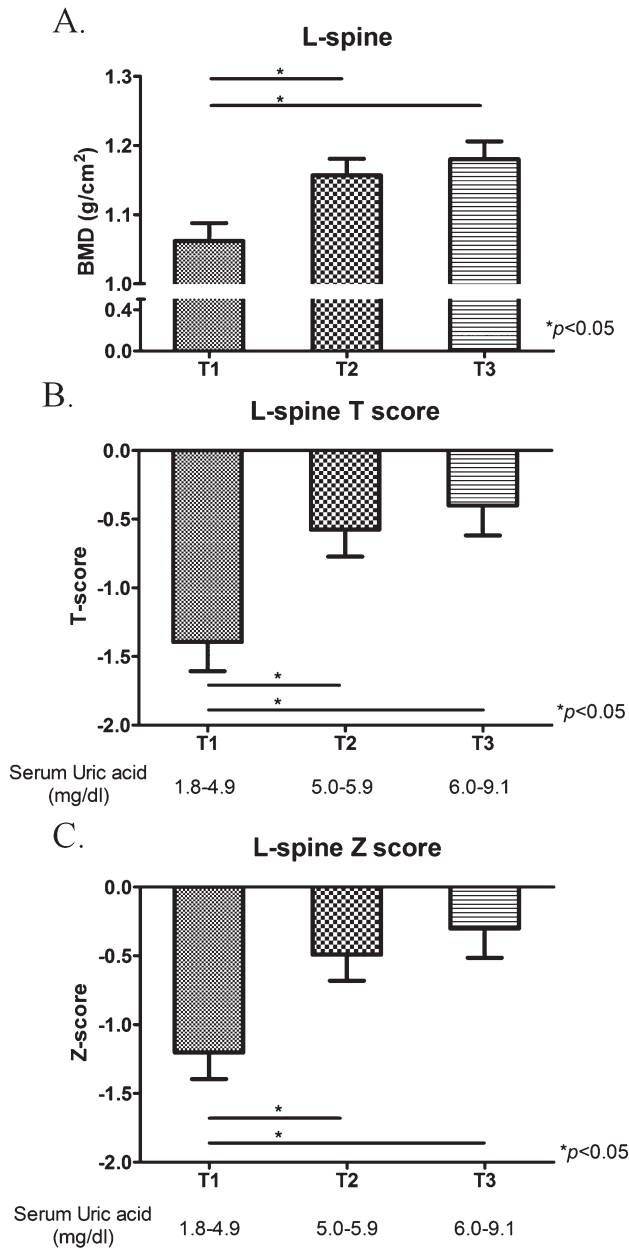 A.
L-spine
1.3
1.2
1.1
1.0
0.4
0.0
BMD (g/cm²)
*
*
*p<0.05
T1 T2 T3
B.
L-spine T score
0.0
-0.5
-1.0
-1.5
-2.0
T-score
*
*
*p<0.05
T1 T2 T3
Serum Uric acid
(mg/dl)
1.8-4.9 5.0-5.9 6.0-9.1
C.
L-spine Z score
0.0
-0.5
-1.0
-1.5
-2.0
Z-score
*
*
*p<0.05
T1 T2 T3
Serum Uric acid
(mg/dl)
1.8-4.9 5.0-5.9 6.0-9.1